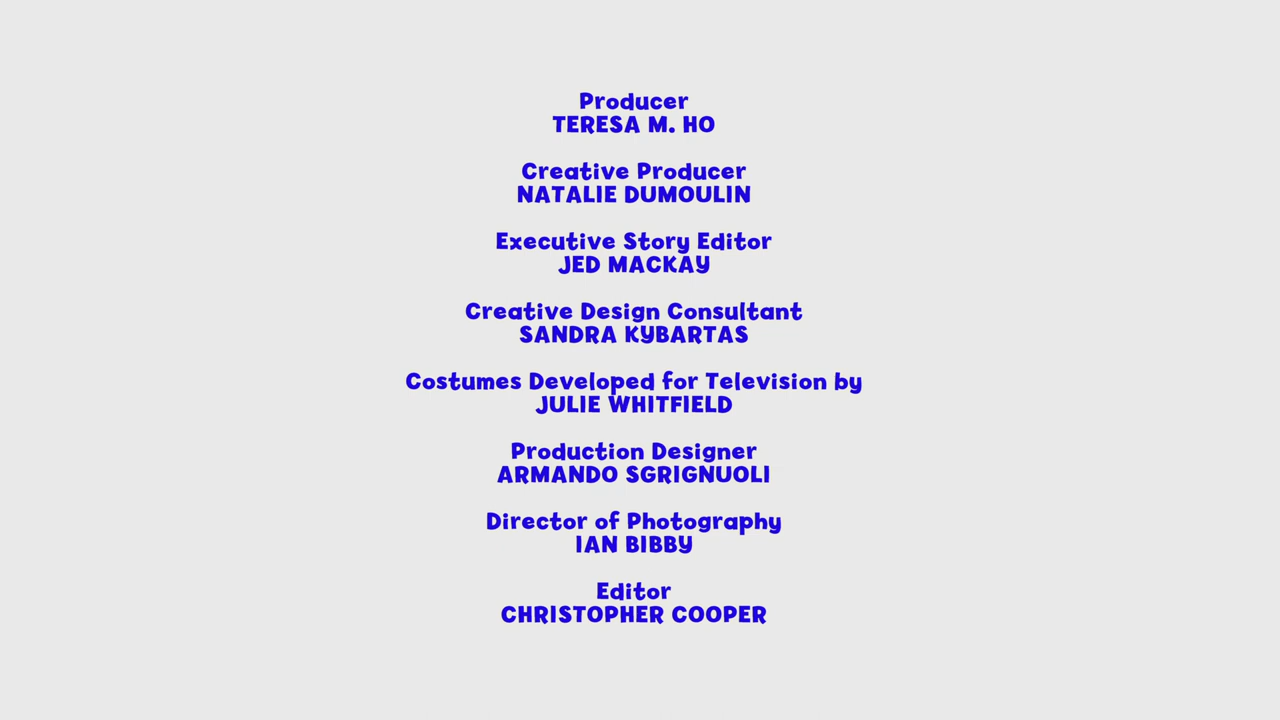 Producer
TERESA M. HO
Creative Producer
NATALIE DUMOULIN
Executive Story Editor
JED MACKAY
Creative Design Consultant
SANDRA KYBARTAS
Costumes Developed for Television by
JULIE WHITFIELD
Production Designer
ARMANDO SGRIGNUOLI
Director of Photography
IAN BIBBY
Editor
CHRISTOPHER COOPER